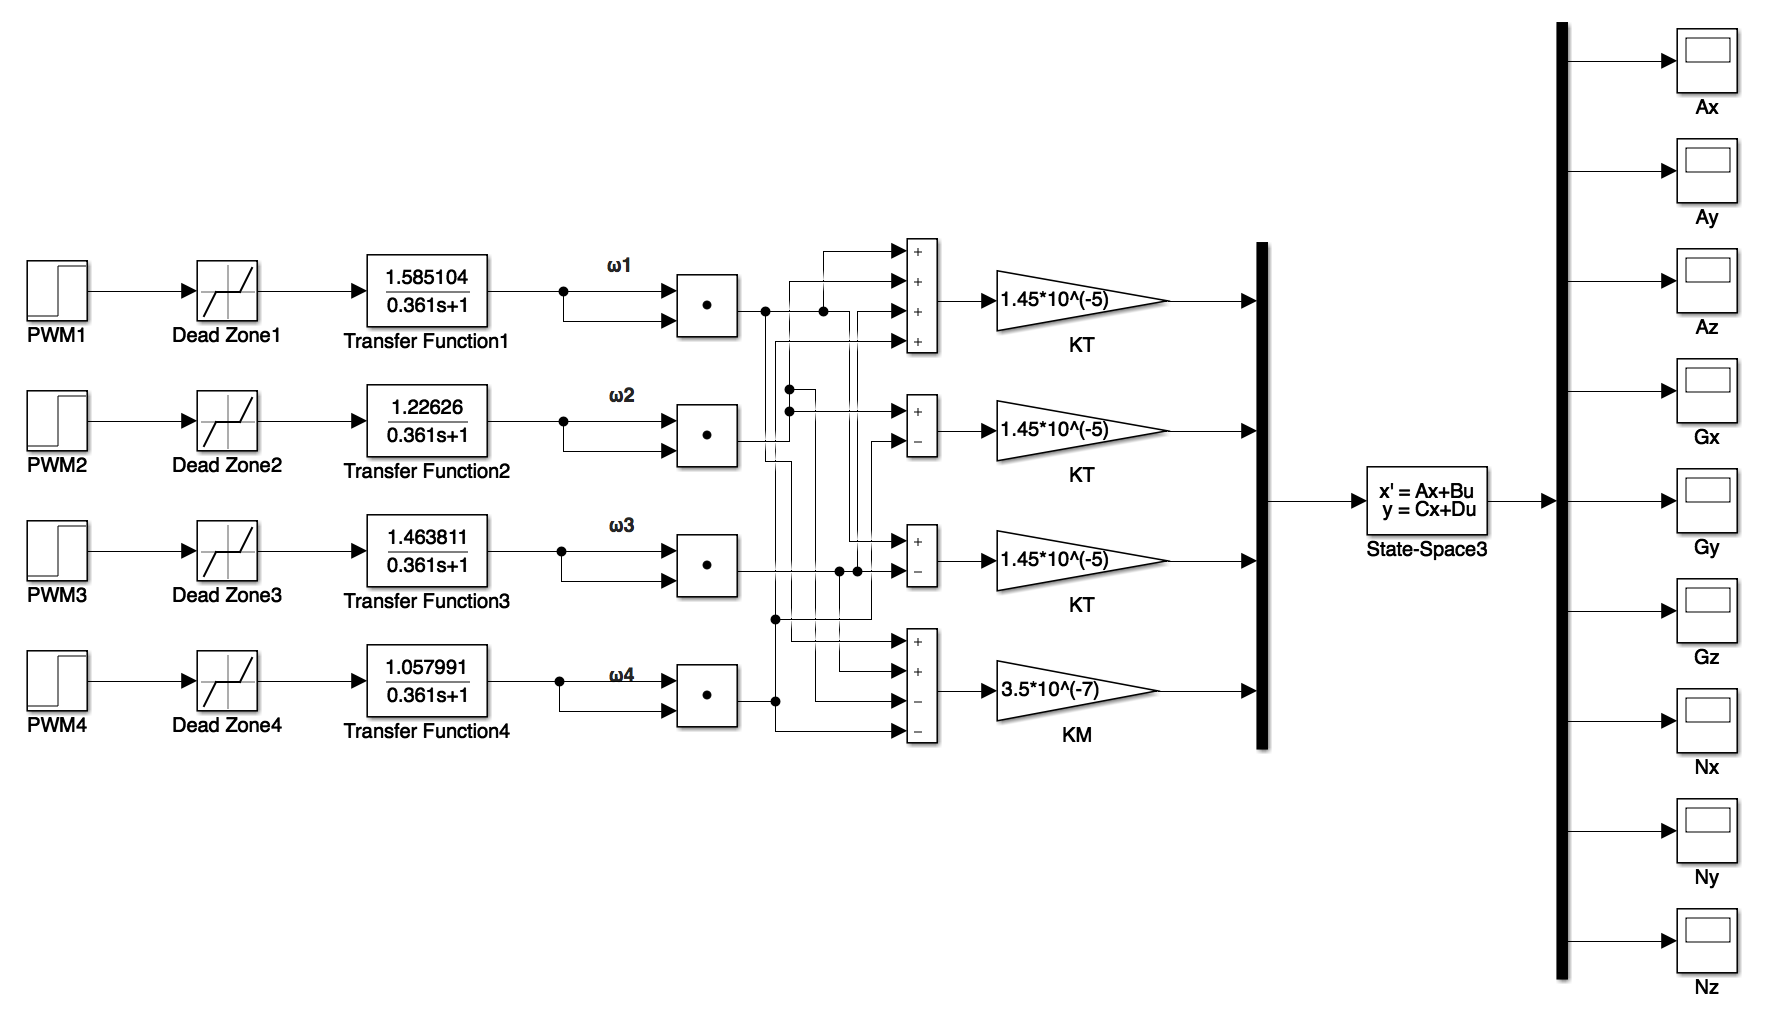 PWM1
Dead Zone1
1.585104
0.361s+1
Transfer Function1
ω1
+
+
+
+
1.45*10^(-5)
KT
PWM2
Dead Zone2
1.22626
0.361s+1
Transfer Function2
ω2
+
−
1.45*10^(-5)
KT
PWM3
Dead Zone3
1.463811
0.361s+1
Transfer Function3
ω3
+
−
1.45*10^(-5)
KT
PWM4
Dead Zone4
1.057991
0.361s+1
Transfer Function4
ω4
+
+
−
−
3.5*10^(-7)
KM
x' = Ax+Bu
y = Cx+Du
State-Space3
Ax
Ay
Az
Gx
Gy
Gz
Nx
Ny
Nz